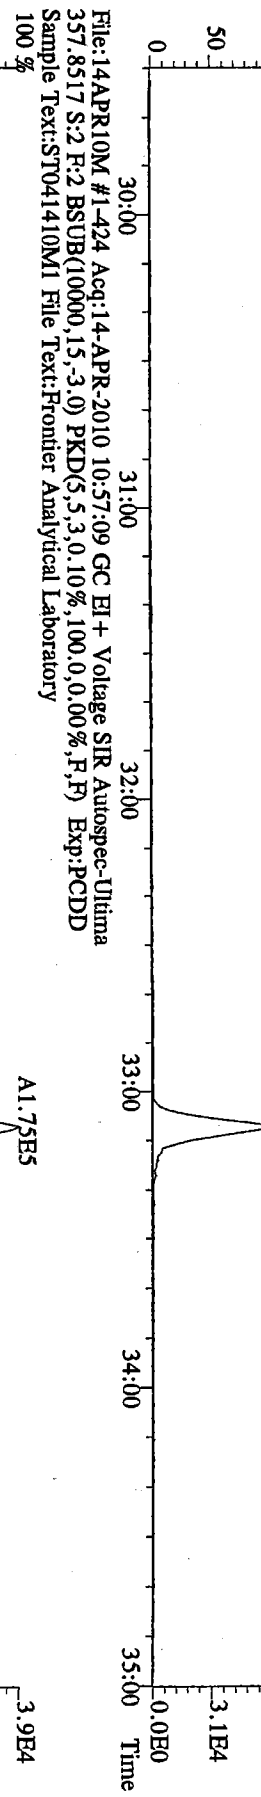 50
3.1E4
0
0.0E0
30:00 31:00 32:00 33:00 34:00 35:00 Time
File:14APR10M #1-424 Acq:14-APR-2010 10:57:09 GC EI+ Voltage SIR Autospec-Ultima
357.8517 S:2 F:2 BSUB(10000,15,-3.0) PKD(5,5,3,0.10%,100.0,0.00%,F,F) Exp:PCDD
Sample Text:ST041410M1 File Text:Frontier Analytical Laboratory
100 % A1.75E5 3.9E4